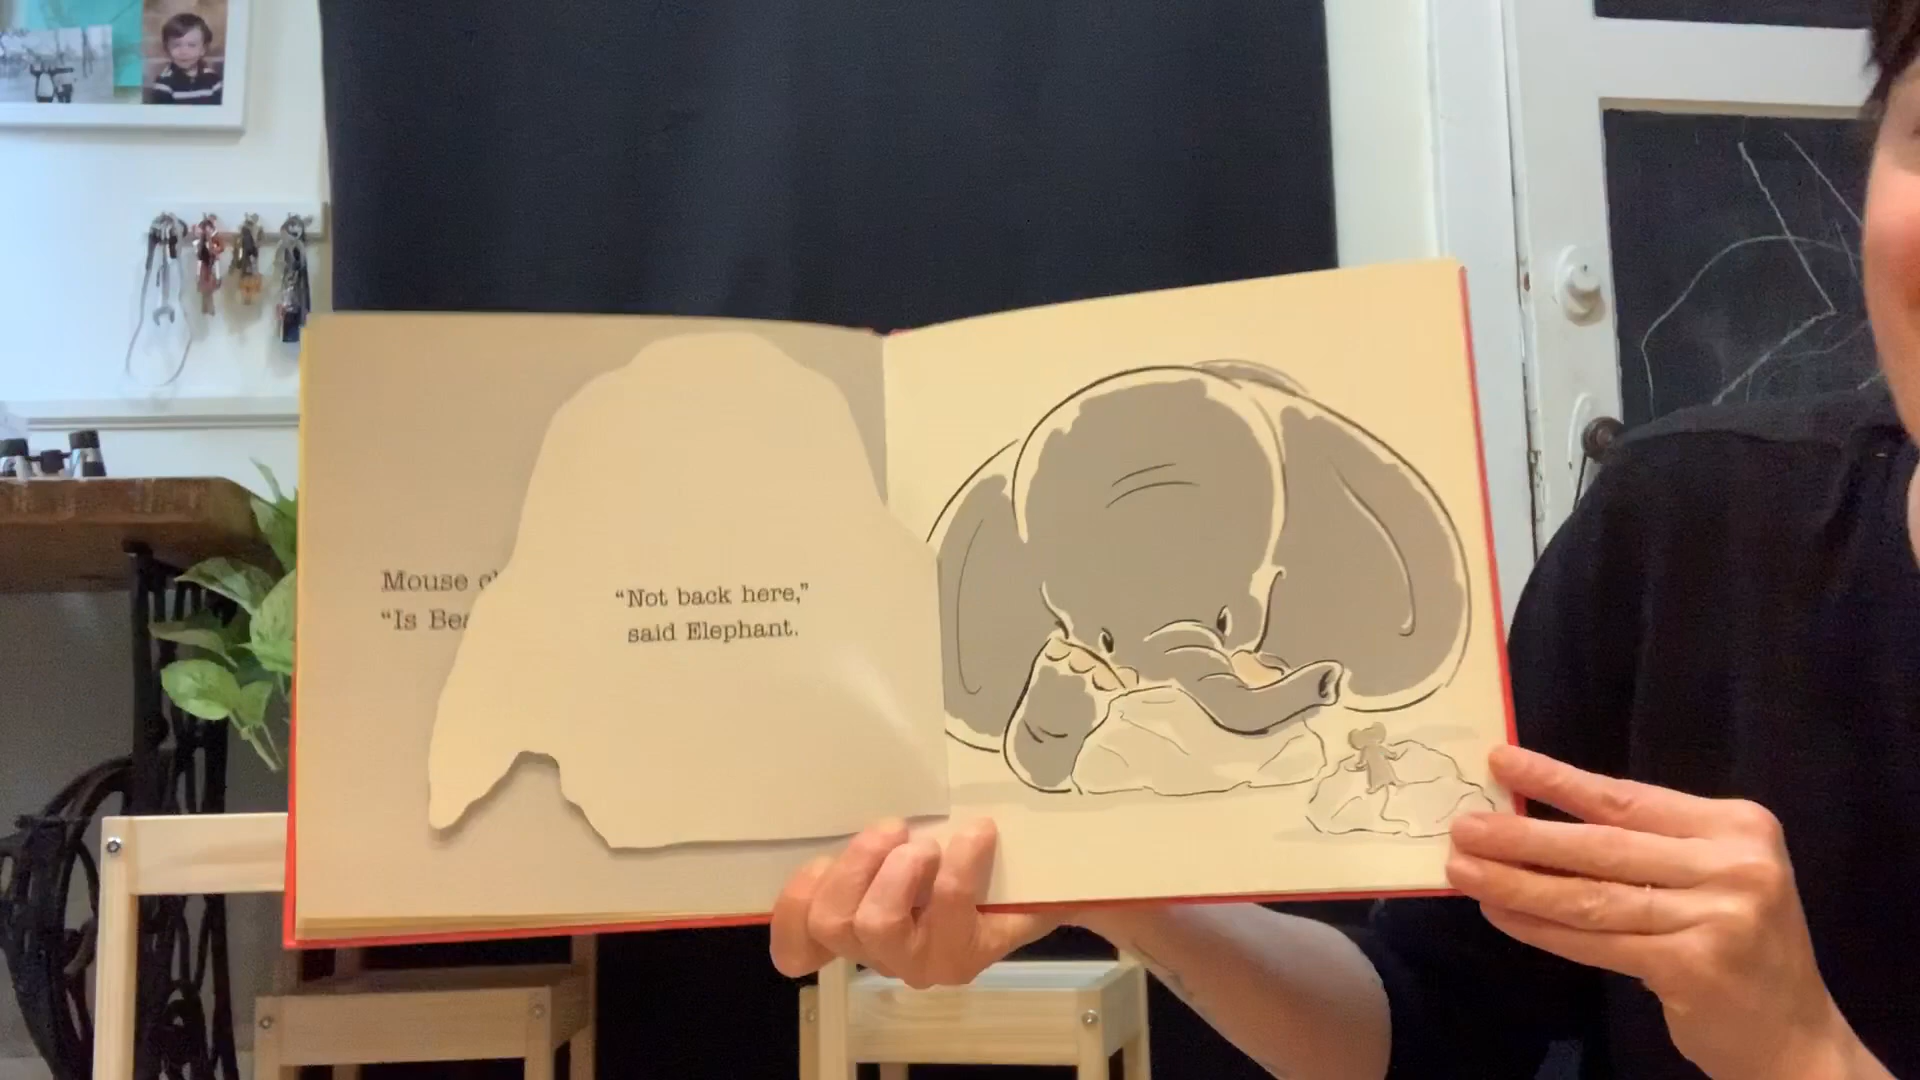 Mouse
“Is
“Not back here,”
said Elephant.